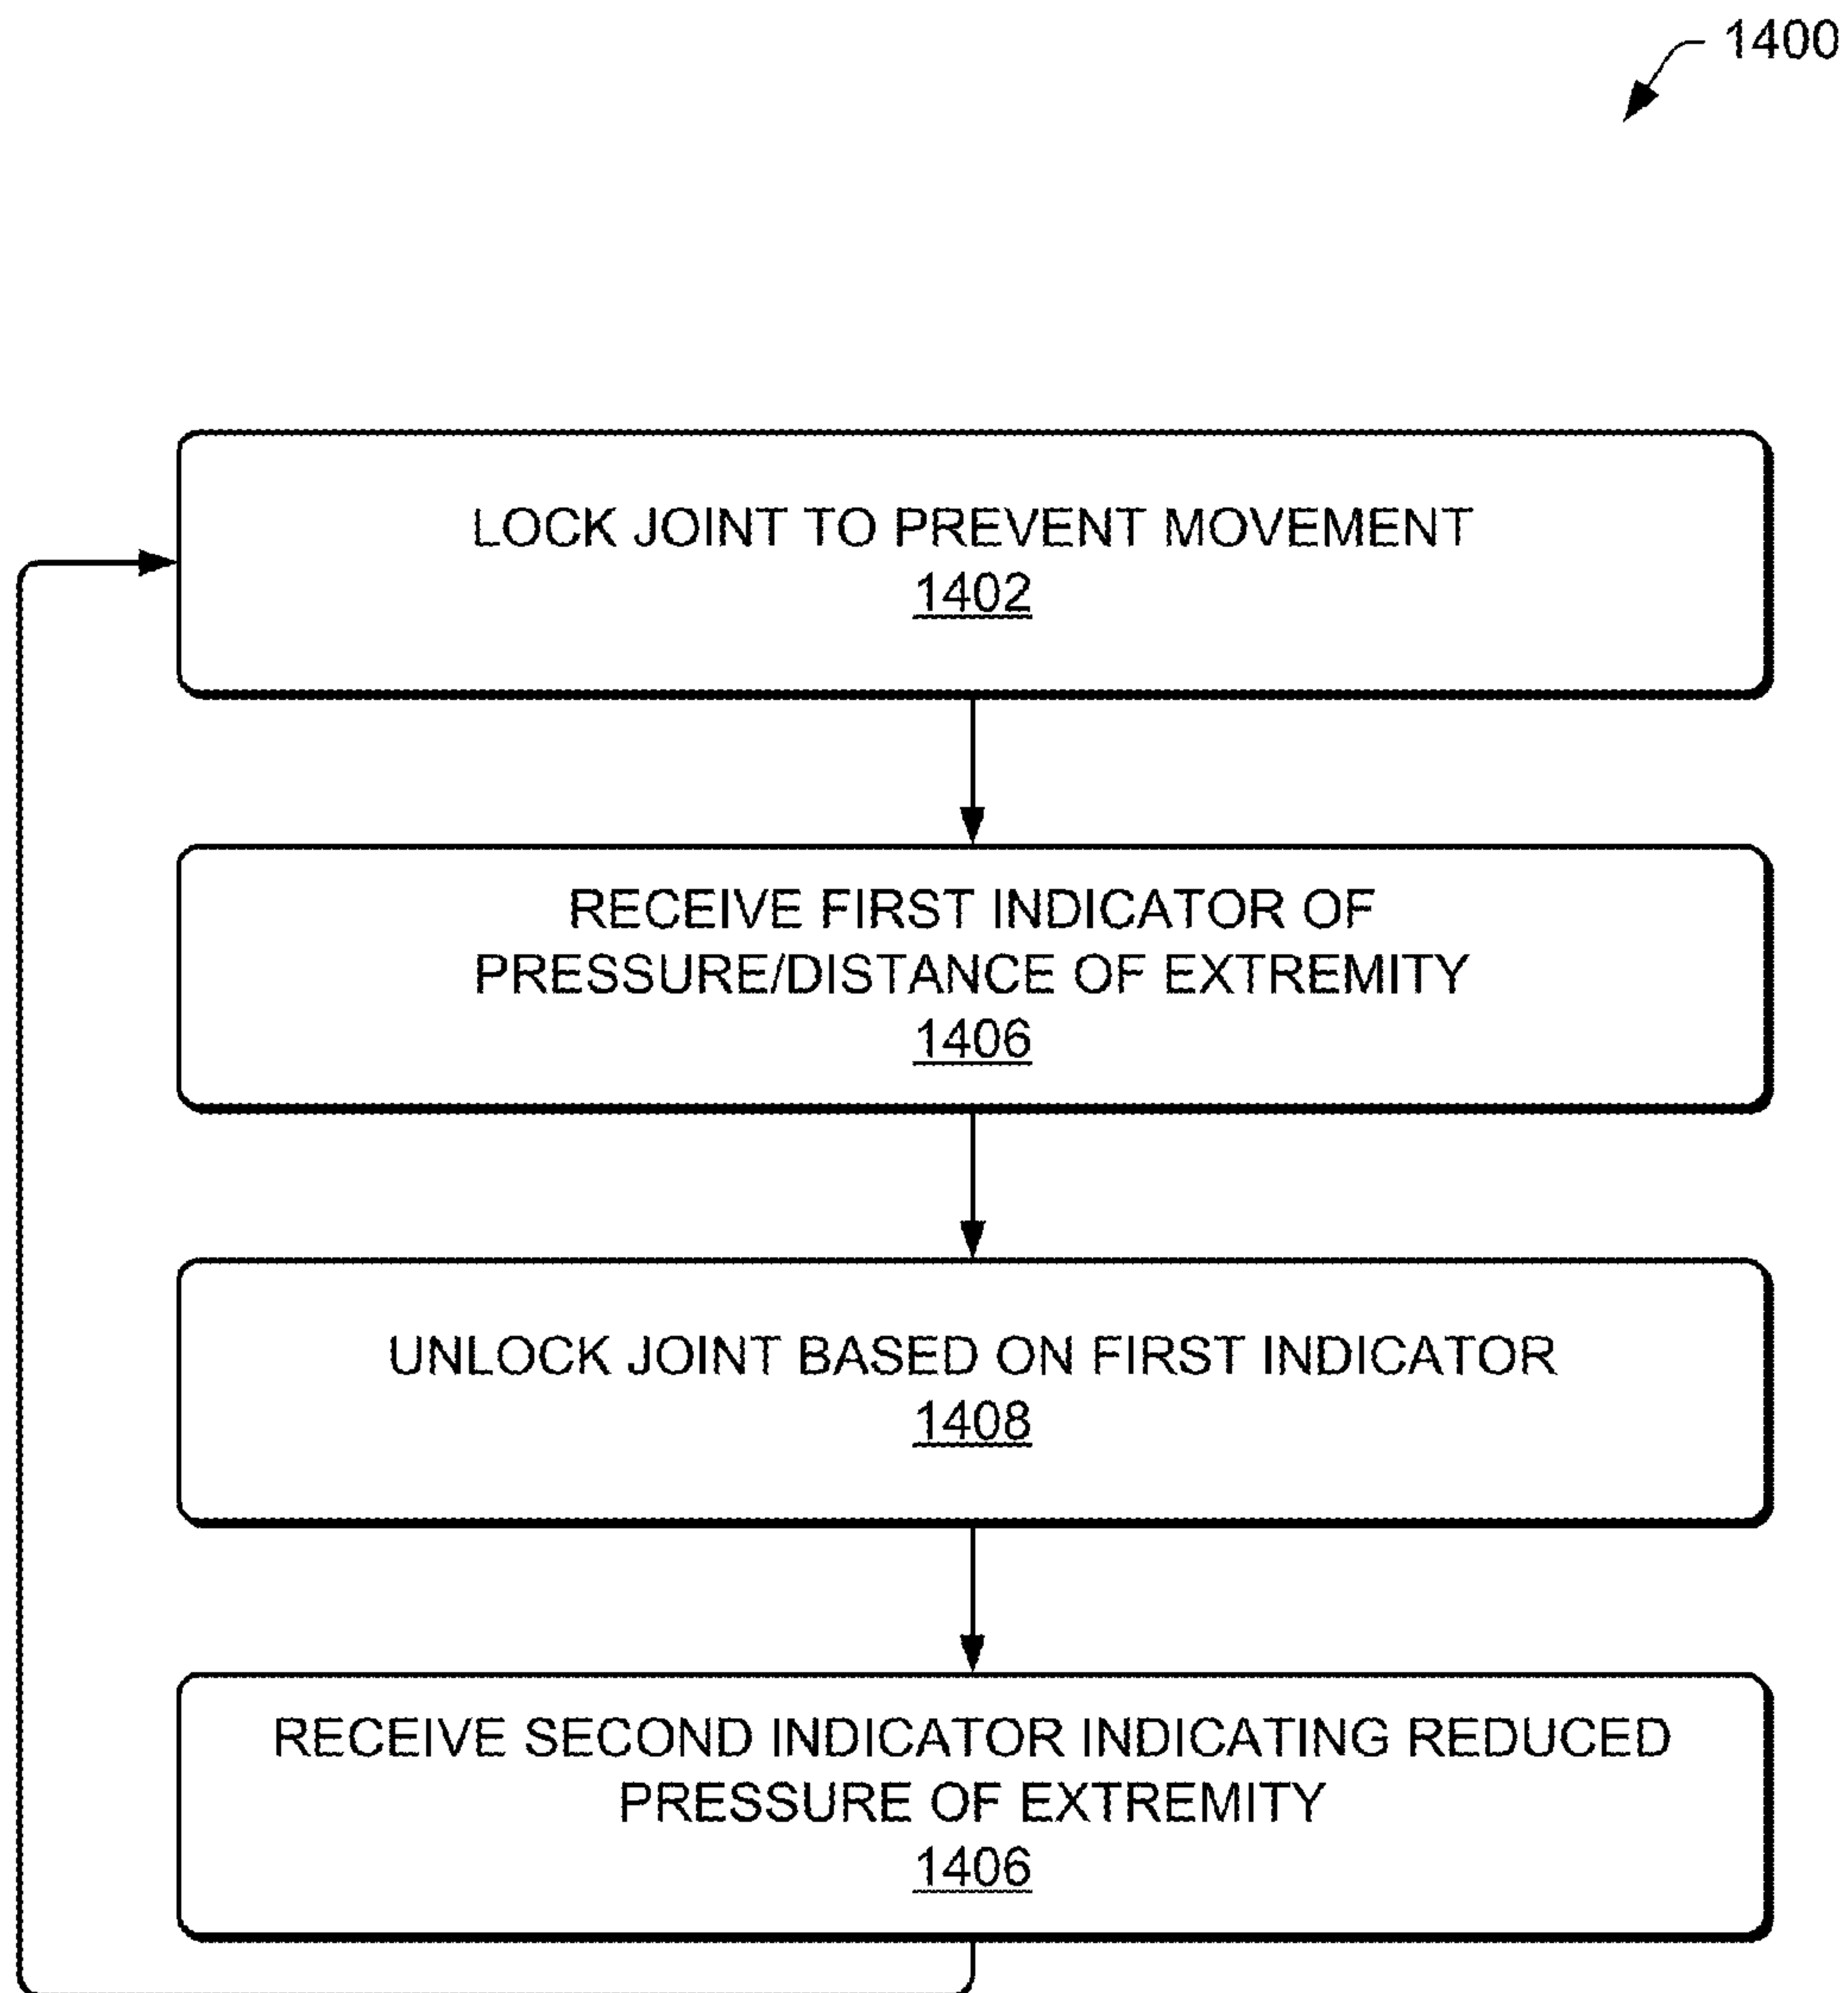 1400
LOCK JOINT TO PREVENT MOVEMENT
1402
RECEIVE FIRST INDICATOR OF
PRESSURE/DISTANCE OF EXTREMITY
1406
UNLOCK JOINT BASED ON FIRST INDICATOR
1408
RECEIVE SECOND INDICATOR INDICATING REDUCED
PRESSURE OF EXTREMITY
1406